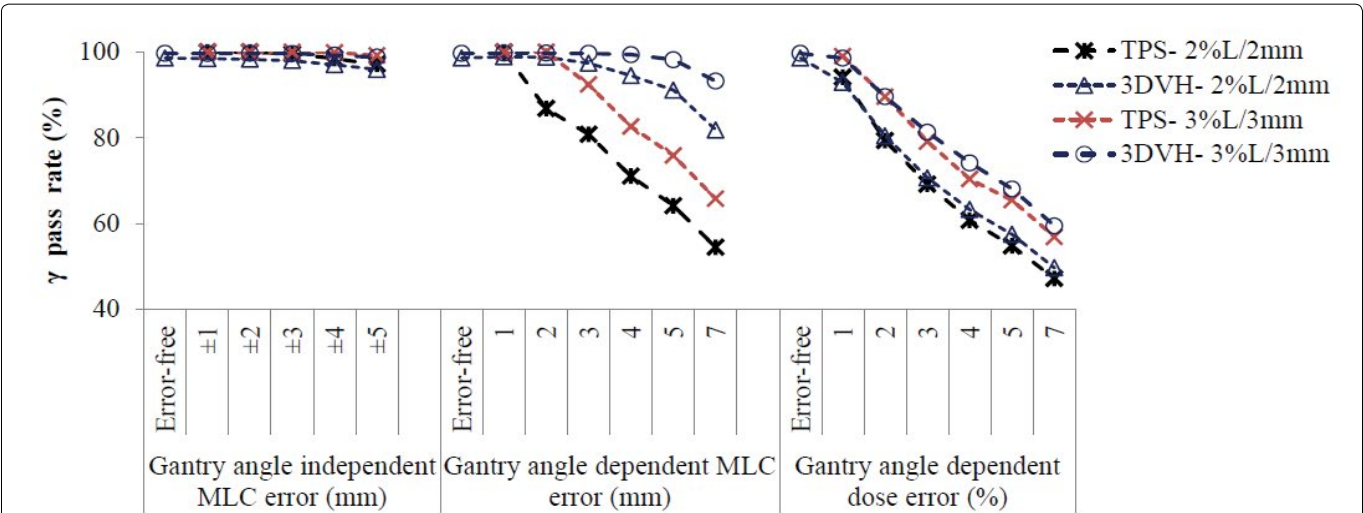 100
80
60
40
γ pass rate (%)
TPS- 2%L/2mm
3DVH- 2%L/2mm
TPS- 3%L/3mm
3DVH- 3%L/3mm
Error-free
±1
±2
±3
±4
±5
Error-free
1
2
3
4
5
7
Error-free
1
2
3
4
5
7
Gantry angle independent
MLC error (mm)
Gantry angle dependent MLC
error (mm)
Gantry angle dependent
dose error (%)